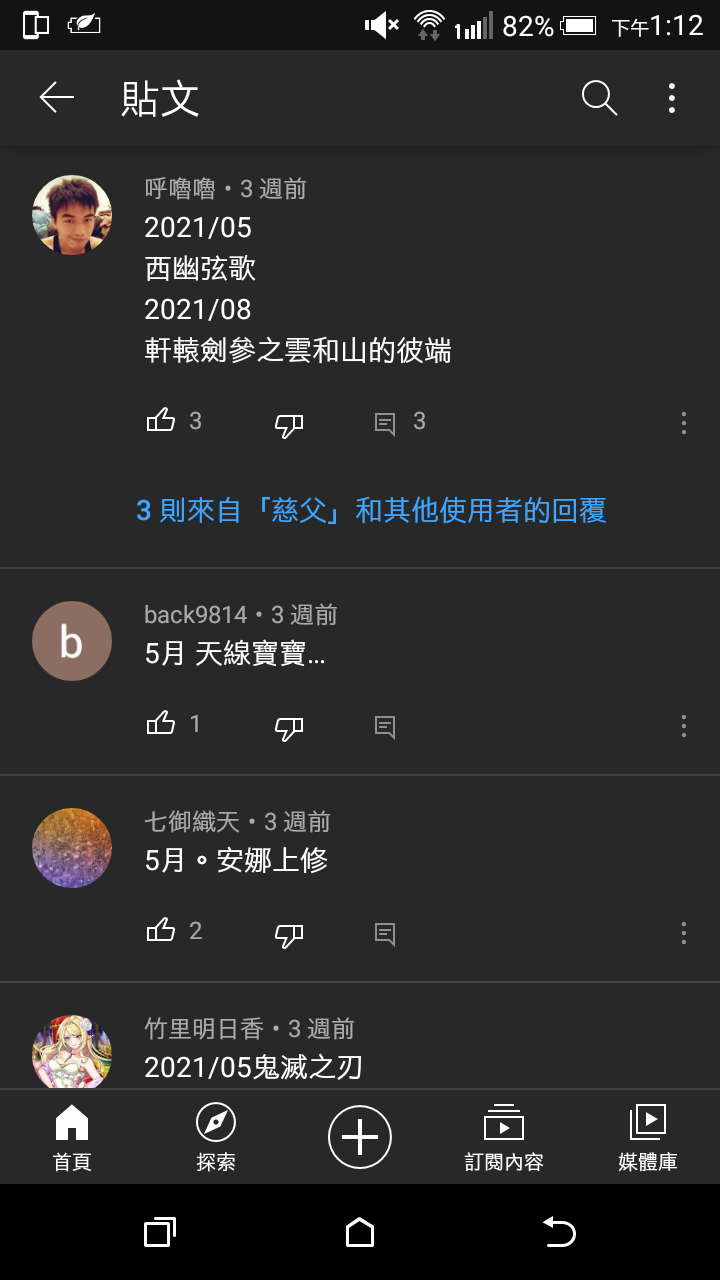 82% 下午1:12
貼文
呼嚕嚕・3 週前
2021/05
西幽弦歌
2021/08
軒轅劍參之雲和山的彼端
3 3
3 則來自「慈父」和其他使用者的回覆
b
back9814・3 週前
5月 天線寶寶...
1
七御織天・3 週前
5月。安娜上修
2
竹里明日香・3 週前
2021/05鬼滅之刃
首頁 探索 訂閱內容 媒體庫